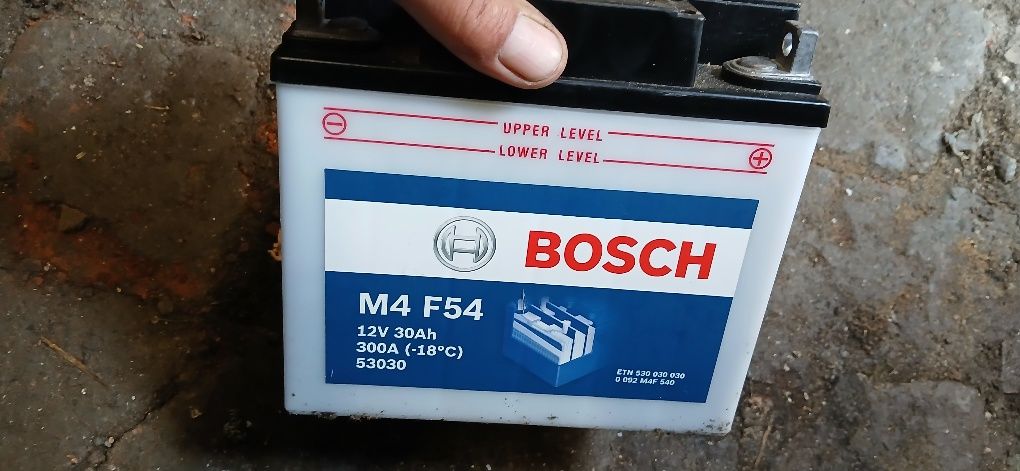 UPPER LEVEL
LOWER LEVEL
BOSCH
M4 F54
12V 30Ah
300A (-18°C)
53030
ETN 530 030 030
0 092 M4F 540